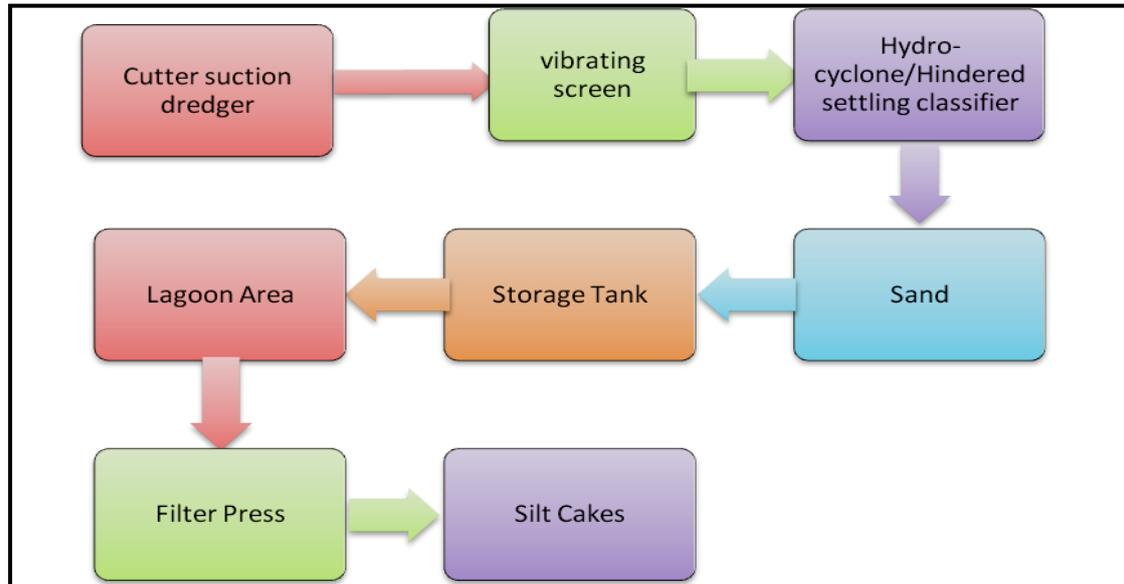 Cutter suction
dredger
vibrating
screen
Hydro-
cyclone/Hindered
settling classifier
Sand
Storage Tank
Lagoon Area
Filter Press
Silt Cakes